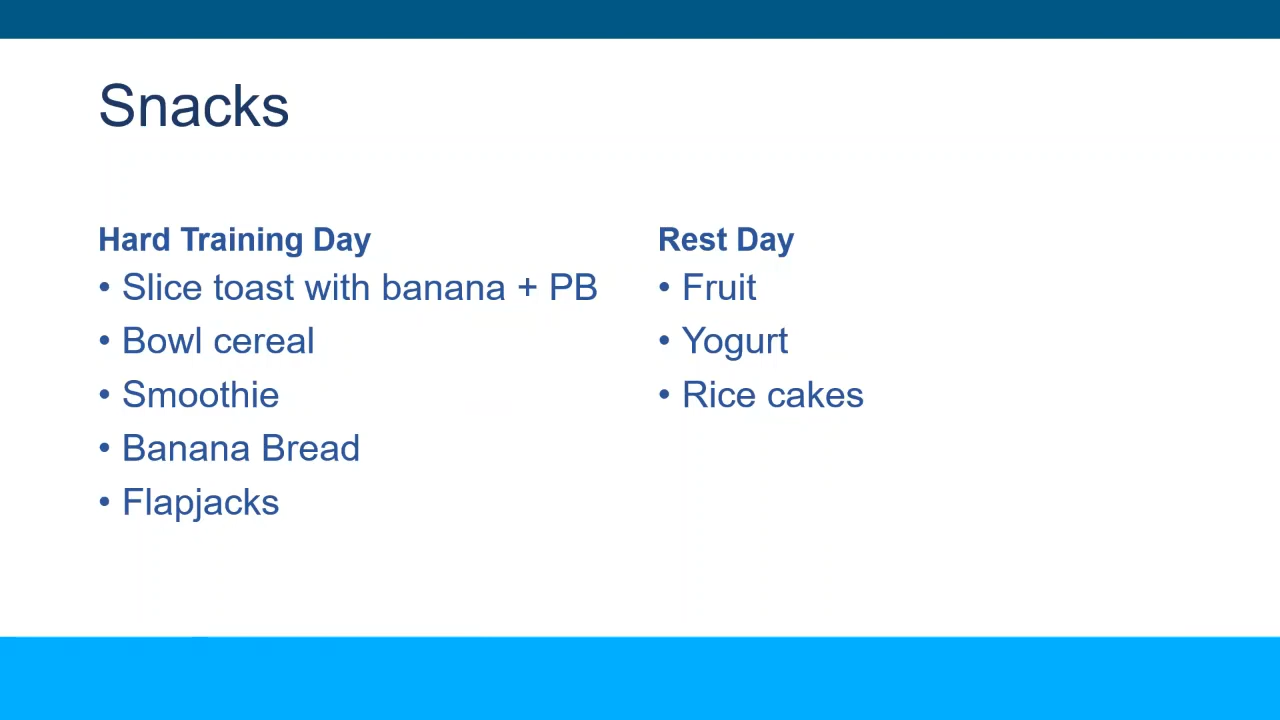 Snacks
Hard Training Day
• Slice toast with banana + PB
• Bowl cereal
• Smoothie
• Banana Bread
• Flapjacks
Rest Day
• Fruit
• Yogurt
• Rice cakes